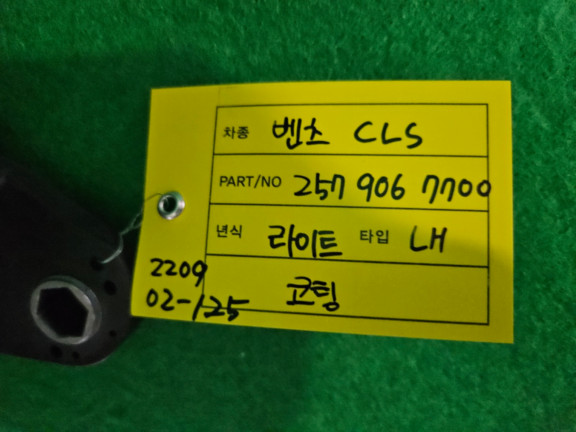 차종 벤츠 CLS
PART/NO 257 906 7700
년식 라이트 타입 LH
코팅
2209
02-125